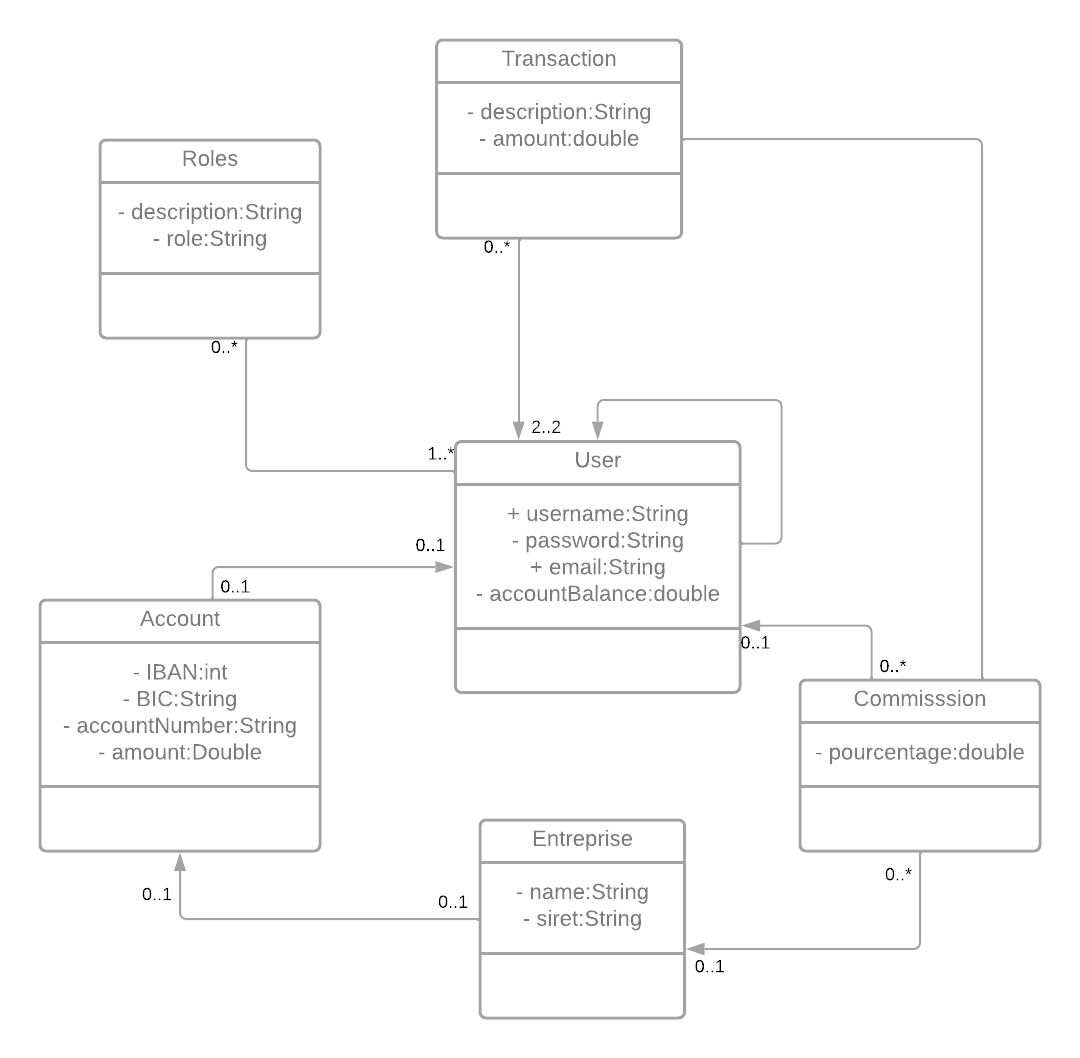 Transaction
- description:String
- amount:double
0..*
Roles
- description:String
- role:String
0..*
2..2
1..*
User
+ username:String
- password:String
+ email:String
- accountBalance:double
0..1
0..1
Account
- IBAN:int
- BIC:String
- accountNumber:String
- amount:Double
0..1
0..*
Commisssion
- pourcentage:double
0..*
Entreprise
- name:String
- siret:String
0..1
0..1
0..1